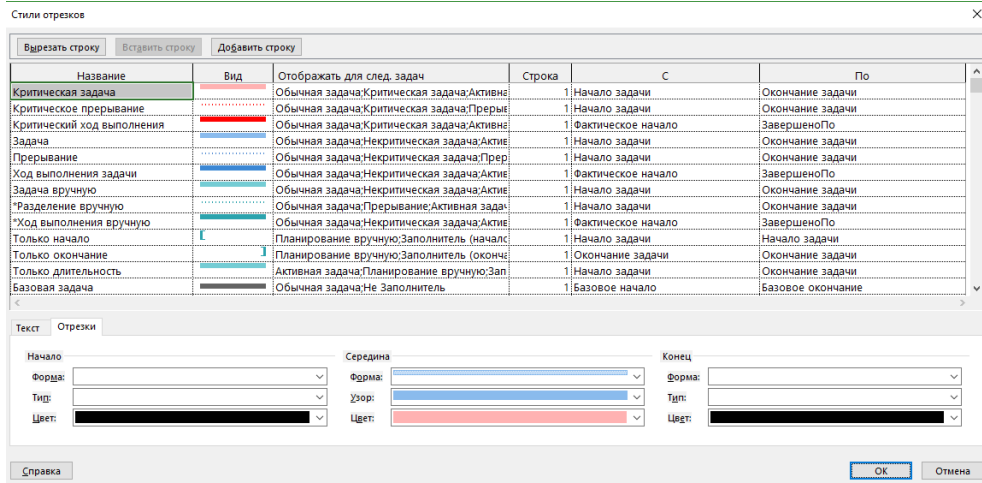 Стили отрезков
Вырезать строку Вставить строку Добавить строку
Название Вид Отображать для след. задач Строка С По
Критическая задача Обычная задача;Критическая задача;Активна 1 Начало задачи Окончание задачи
Критическое прерывание Обычная задача;Критическая задача;Прерыв 1 Начало задачи Окончание задачи
Критический ход выполнения Обычная задача;Критическая задача;Активна 1 Фактическое начало ЗавершеноПо
Задача Обычная задача;Некритическая задача;Актив 1 Начало задачи Окончание задачи
Прерывание Обычная задача;Некритическая задача;Прер 1 Начало задачи Окончание задачи
Ход выполнения задачи Обычная задача;Некритическая задача;Актив 1 Фактическое начало ЗавершеноПо
Задача вручную Обычная задача;Некритическая задача;Актив 1 Начало задачи Окончание задачи
*Разделение вручную Обычная задача;Прерывание;Активная задач 1 Начало задачи Окончание задачи
*Ход выполнения вручную Обычная задача;Некритическая задача;Актив 1 Фактическое начало ЗавершеноПо
Только начало Планирование вручную;Заполнитель (началс 1 Начало задачи Начало задачи
Только окончание Планирование вручную;Заполнитель (оконча 1 Окончание задачи Окончание задачи
Только длительность Активная задача;Планирование вручную;Зап 1 Начало задачи Окончание задачи
Базовая задача Обычная задача;Не Заполнитель 1 Базовое начало Базовое окончание
Текст Отрезки
Начало Середина Конец
Форма: Форма: Форма:
Тип: Узор: Тип:
Цвет: Цвет: Цвет:
Справка ОК Отмена